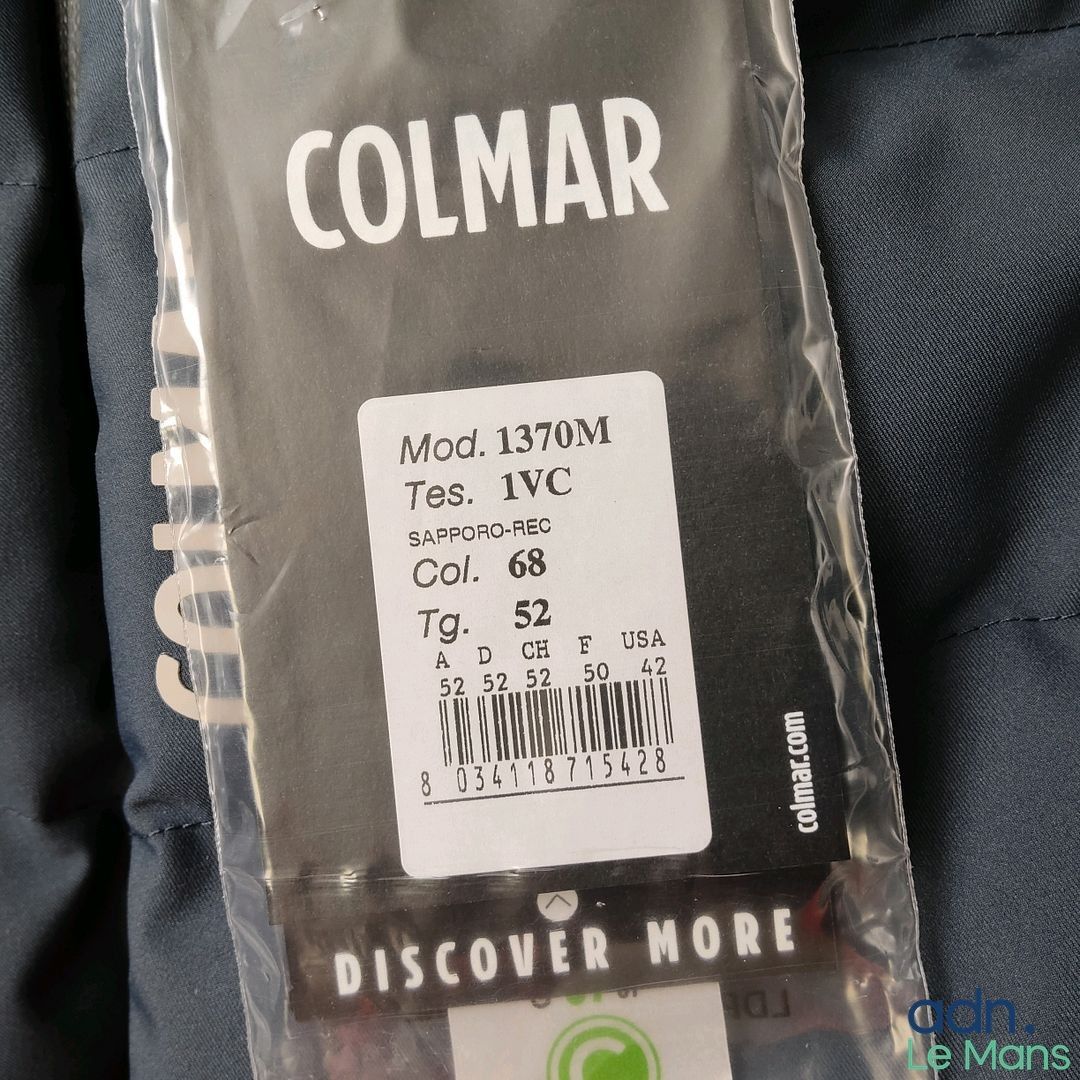 COLMAR
Mod. 1370M
Tes. 1VC
SAPPORO-REC
Col. 68
Tg. 52
A D CH F USA
52 52 52 50 42
8 034118 715428
colmar.com
DISCOVER MORE
adn.
Le Mans